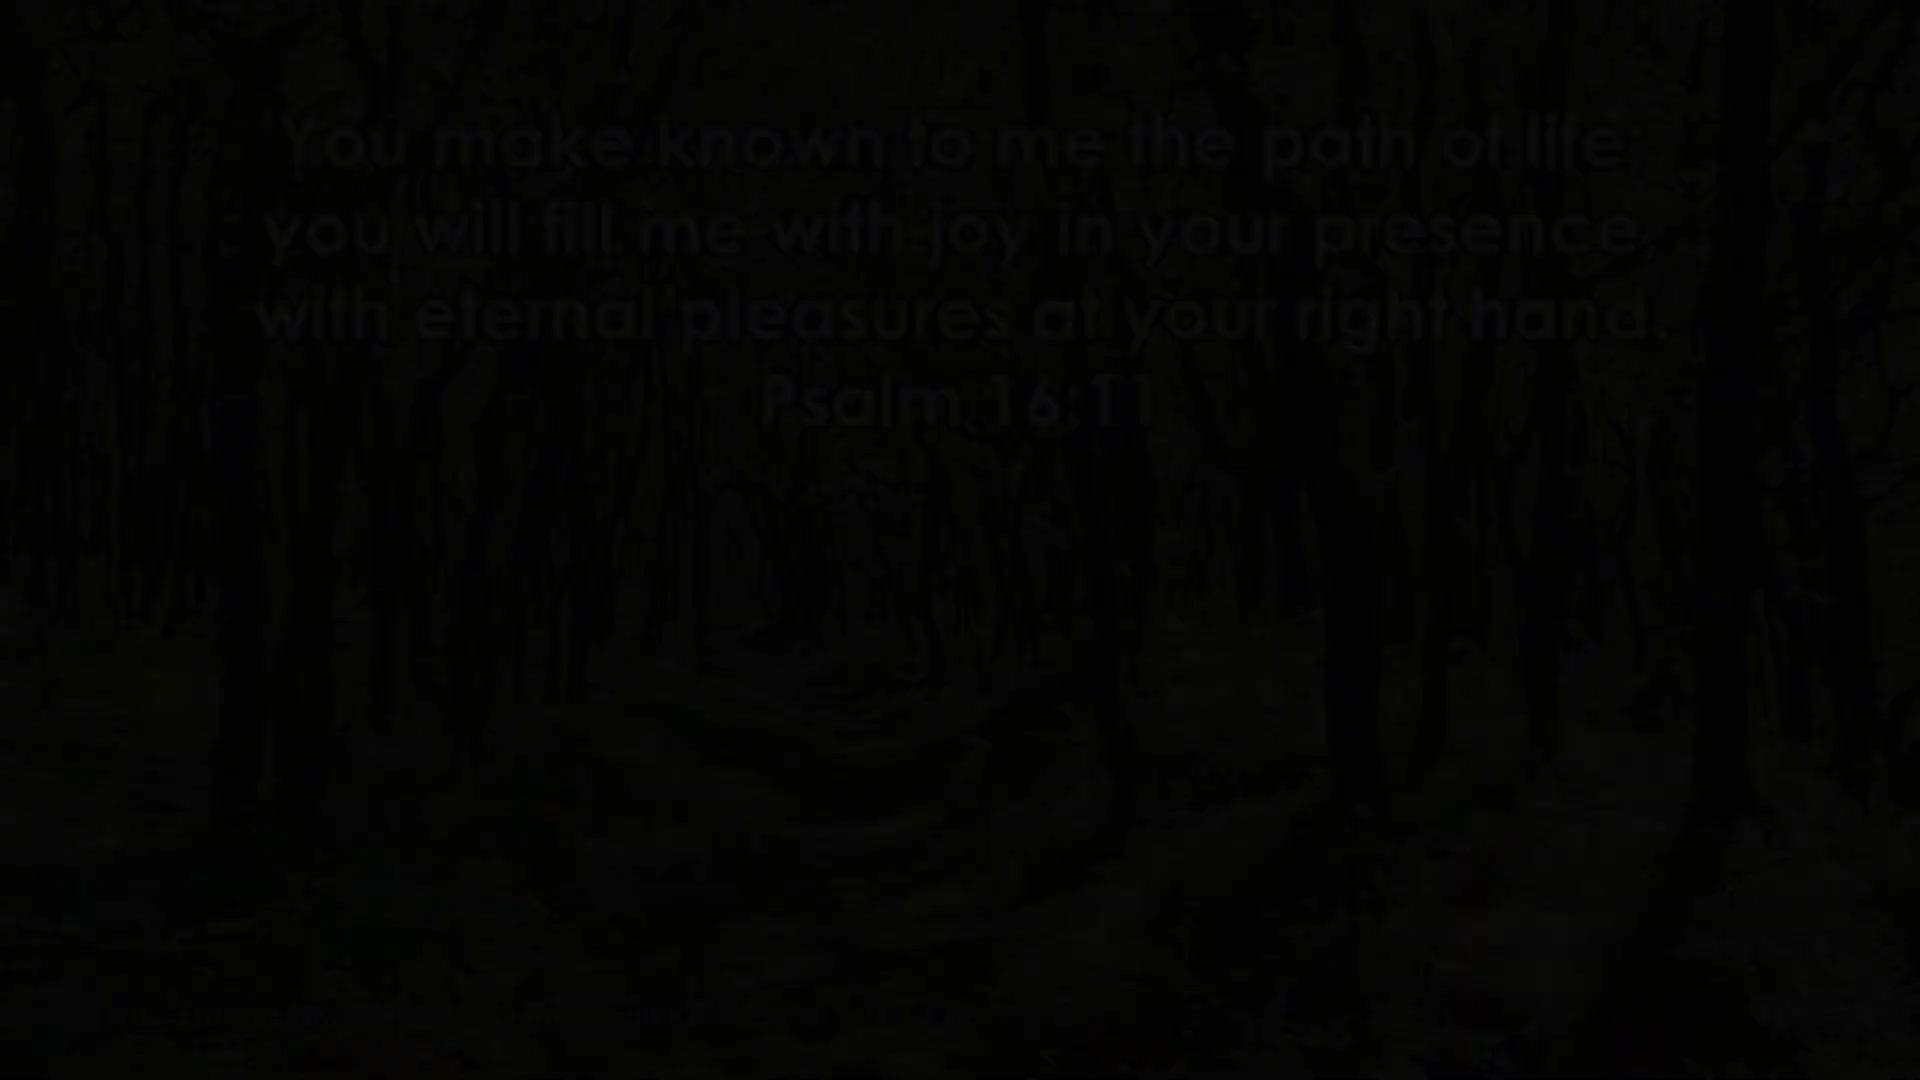 You make known to me the path of life;
you will fill me with joy in your presence,
with eternal pleasures at your right hand.
Psalm 16:11